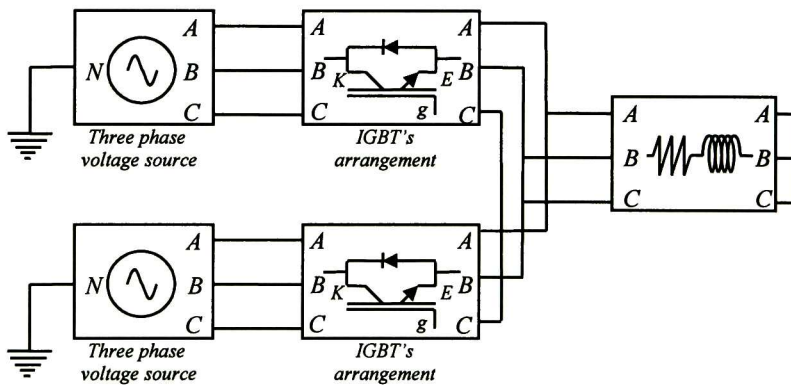 A
A
A
N
B
B
K
E
B
C
C
g
C
Three phase
voltage source
IGBT's
arrangement
A
B
B
C
C
A
A
A
N
B
B
K
E
B
C
C
g
C
Three phase
voltage source
IGBT's
arrangement